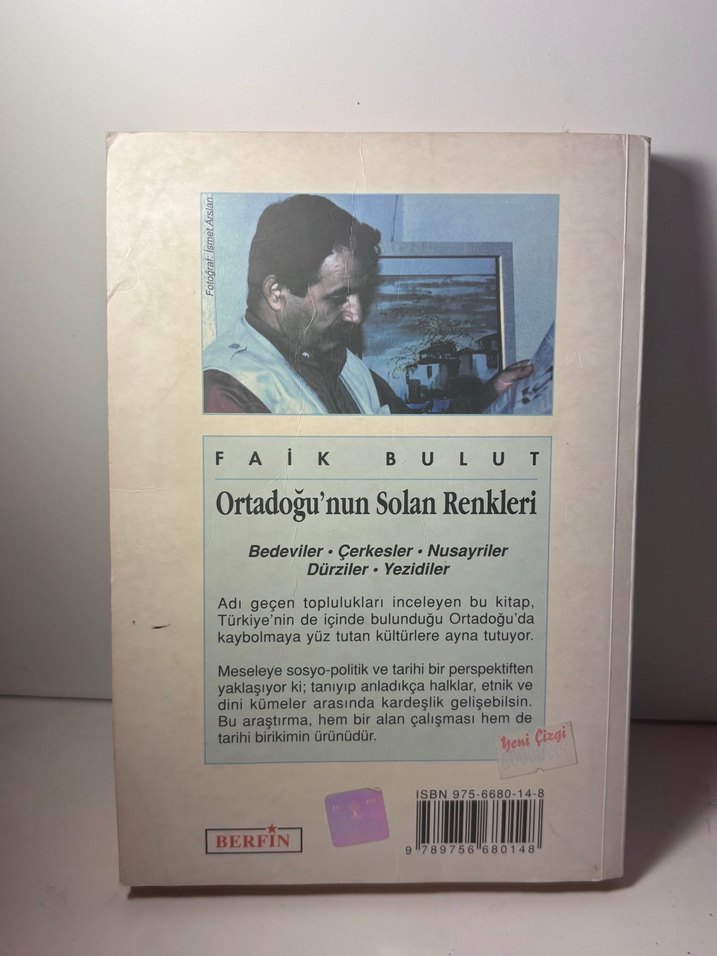 Fotoğraf: İsmet Arslan
FAİK BULUT
Ortadoğu'nun Solan Renkleri
Bedeviler • Çerkesler • Nusayriler
Dürziler • Yezidiler
Adı geçen toplulukları inceleyen bu kitap,
Türkiye'nin de içinde bulunduğu Ortadoğu'da
kaybolmaya yüz tutan kültürlere ayna tutuyor.
Meseleye sosyo-politik ve tarihi bir perspektiften
yaklaşıyor ki; tanıyıp anladıkça halklar, etnik ve
dini kümeler arasında kardeşlik gelişebilsin.
Bu araştırma, hem bir alan çalışması hem de
tarihi birikimin ürünüdür.
Yeni Çizgi
ISBN 975-6680-14-8
9 789756 680148
BERFİN